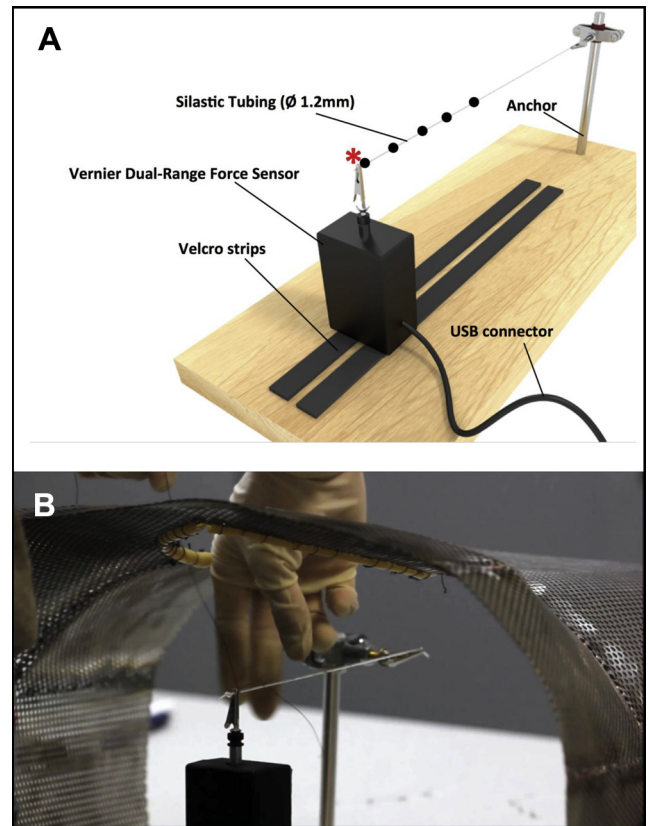 A
Silastic Tubing (Ø 1.2mm)
Anchor
*
Vernier Dual-Range Force Sensor
Velcro strips
USB connector
B